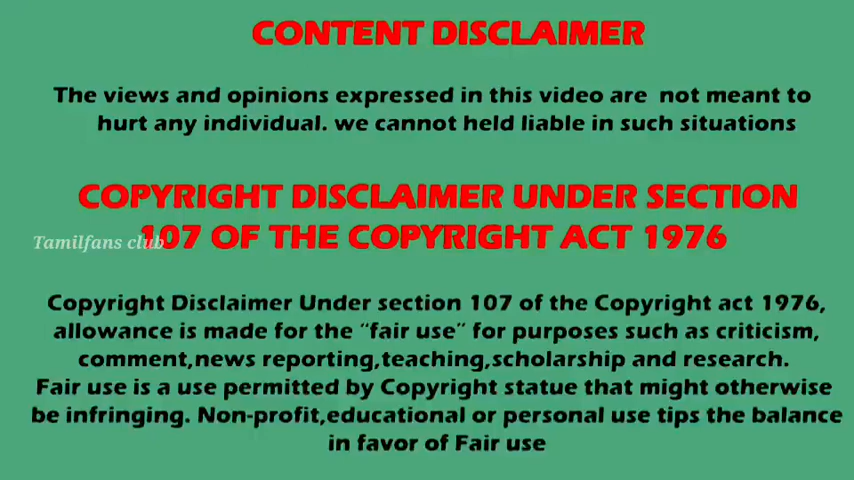 CONTENT DISCLAIMER
The views and opinions expressed in this video are not meant to
hurt any individual. we cannot held liable in such situations
COPYRIGHT DISCLAIMER UNDER SECTION
107 OF THE COPYRIGHT ACT 1976
Tamilfans club
Copyright Disclaimer Under section 107 of the Copyright act 1976,
allowance is made for the “fair use” for purposes such as criticism,
comment,news reporting,teaching,scholarship and research.
Fair use is a use permitted by Copyright statue that might otherwise
be infringing. Non-profit,educational or personal use tips the balance
in favor of Fair use